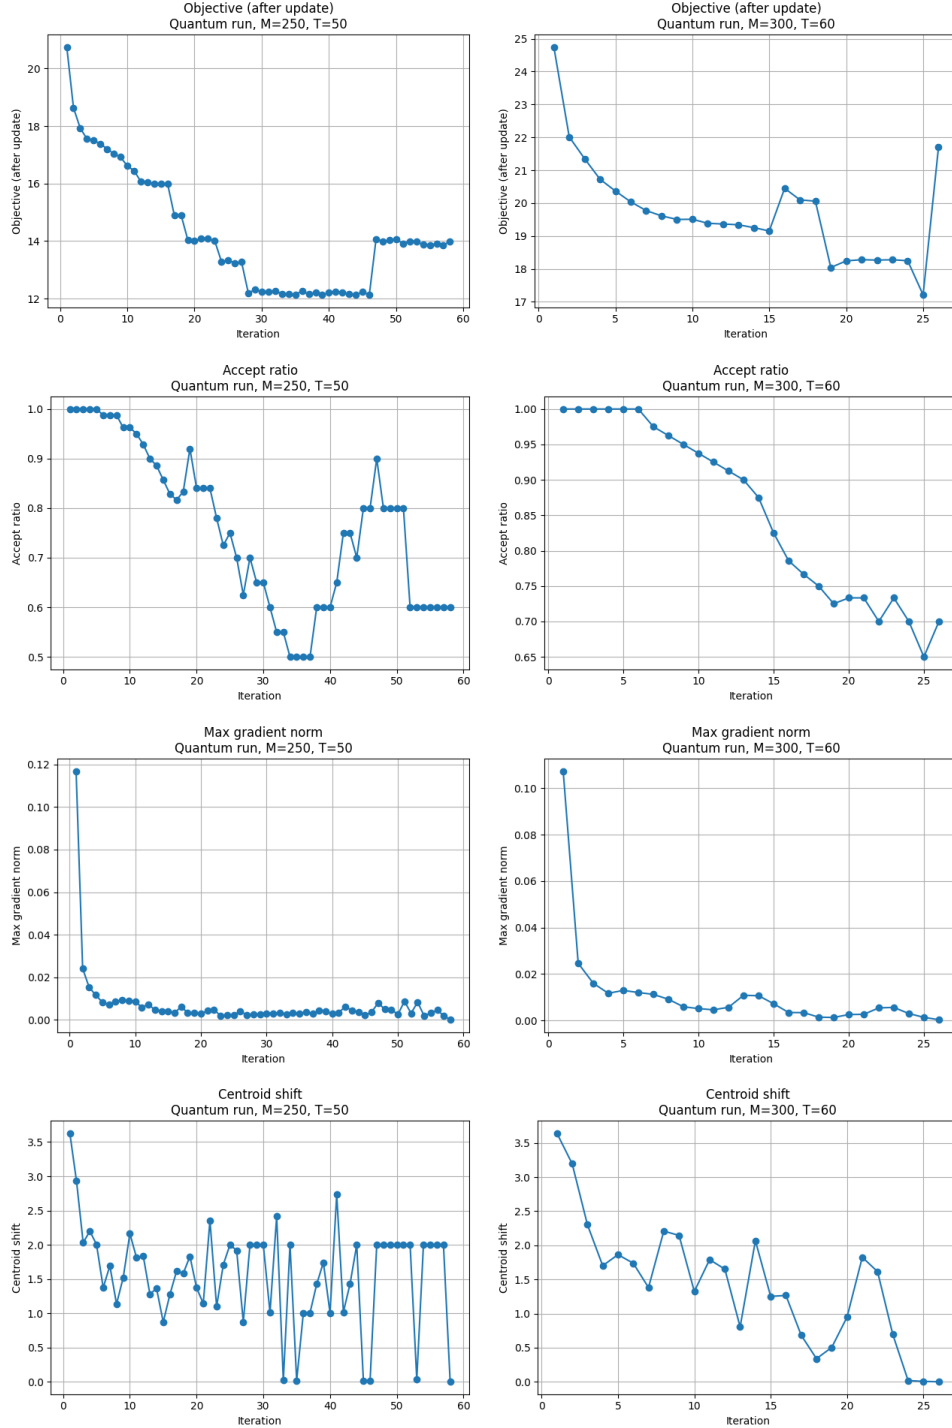 Objective (after update)
Quantum run, M=250, T=50
Objective (after update)
20
18
16
14
12
0 10 20 30 40 50 60
Iteration
Objective (after update)
Quantum run, M=300, T=60
Objective (after update)
25
24
23
22
21
20
19
18
17
0 5 10 15 20 25
Iteration
Accept ratio
Quantum run, M=250, T=50
Accept ratio
1.0
0.9
0.8
0.7
0.6
0.5
0 10 20 30 40 50 60
Iteration
Accept ratio
Quantum run, M=300, T=60
Accept ratio
1.00
0.95
0.90
0.85
0.80
0.75
0.70
0.65
0 5 10 15 20 25
Iteration
Max gradient norm
Quantum run, M=250, T=50
Max gradient norm
0.12
0.10
0.08
0.06
0.04
0.02
0.00
0 10 20 30 40 50 60
Iteration
Max gradient norm
Quantum run, M=300, T=60
Max gradient norm
0.10
0.08
0.06
0.04
0.02
0.00
0 5 10 15 20 25
Iteration
Centroid shift
Quantum run, M=250, T=50
Centroid shift
3.5
3.0
2.5
2.0
1.5
1.0
0.5
0.0
0 10 20 30 40 50 60
Iteration
Centroid shift
Quantum run, M=300, T=60
Centroid shift
3.5
3.0
2.5
2.0
1.5
1.0
0.5
0.0
0 5 10 15 20 25
Iteration